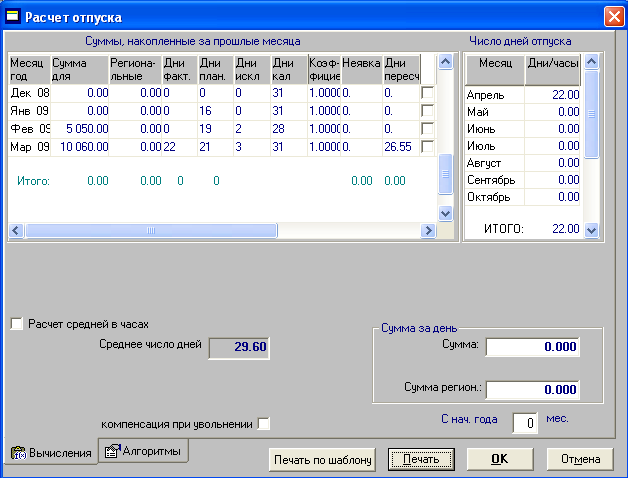 Расчет отпуска
Суммы, накопленные за прошлые месяца
Месяц год Сумма для Региона-льные Дни факт. Дни план. Дни искл Дни кал Коэф-фицие Неявка Дни пересч
Дек 08 0.00 0.00 0 0 0 31 1.0000 0. 0.
Янв 09 0.00 0.00 0 16 0 31 1.0000 0. 0.
Фев 09 5 050.00 0.00 0 19 2 28 1.0000 0. 0.
Мар 09 10 060.00 0.00 22 21 3 31 1.0000 0. 26.55
Итого: 0.00 0.00 0 0 0.00 0.00
Число дней отпуска
Месяц Дни/часы
Апрель 22.00
Май 0.00
Июнь 0.00
Июль 0.00
Август 0.00
Сентябрь 0.00
Октябрь 0.00
ИТОГО: 22.00
Расчет средней в часах
Среднее число дней 29.60
Сумма за день
Сумма: 0.000
Сумма регион.: 0.000
компенсация при увольнении
С нач. года 0 мес.
Вычисления Алгоритмы
Печать по шаблону Печать OK Отмена